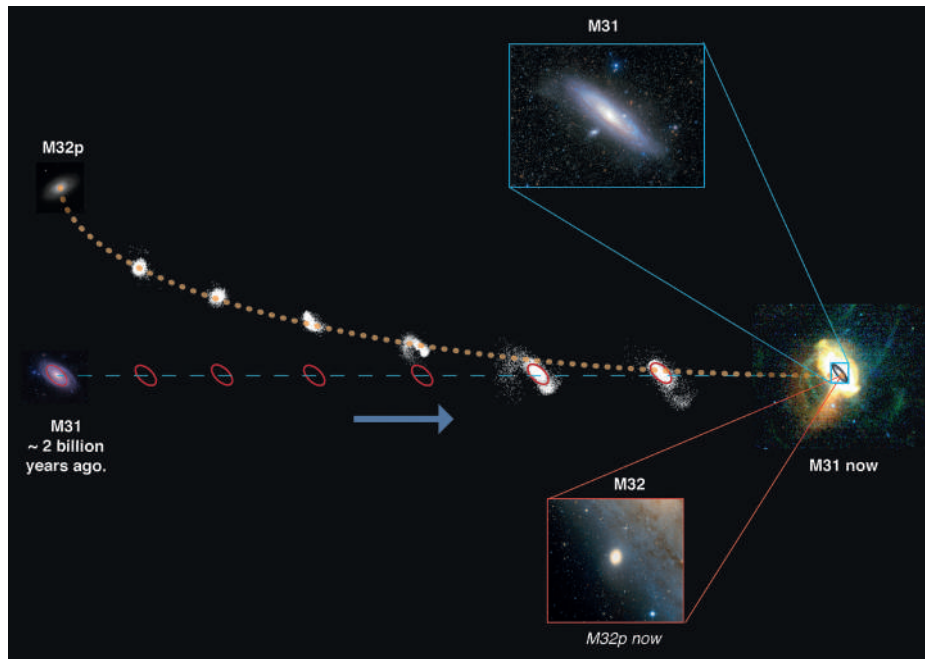 M31
M32p
M31
~ 2 billion
years ago.
M31 now
M32
M32p now